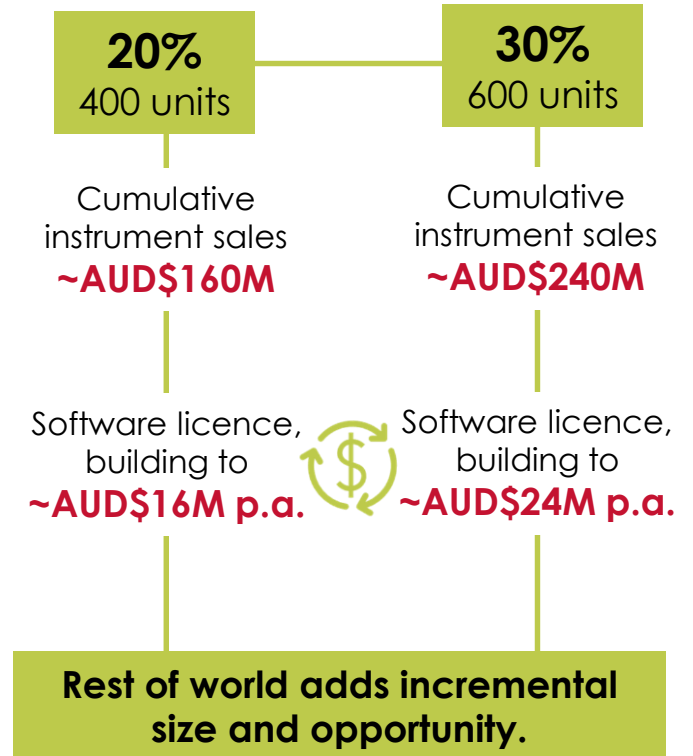 20%
400 units
Cumulative
instrument sales
~AUD$160M
Software licence,
building to
~AUD$16M p.a.
30%
600 units
Cumulative
instrument sales
~AUD$240M
$
Software licence,
building to
~AUD$24M p.a.
Rest of world adds incremental
size and opportunity.